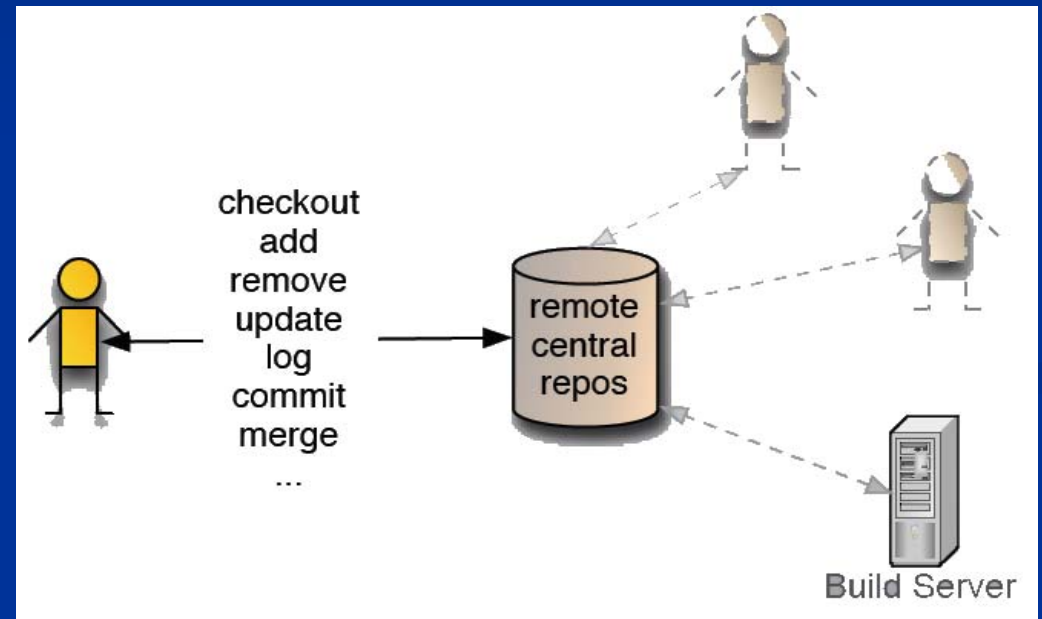 checkout
add
remove
update
log
commit
merge
...
remote
central
repos
Build Server